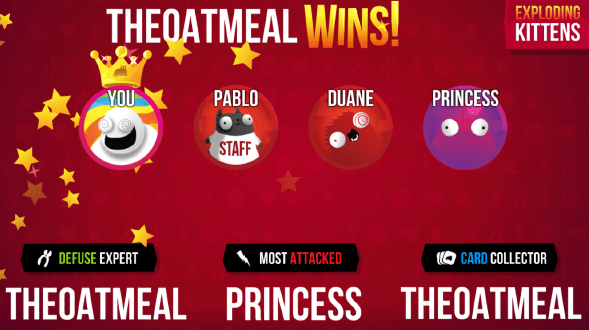 THEOATMEAL WINS!
EXPLODING
KITTENS
YOU
PABLO
DUANE
PRINCESS
STAFF
DEFUSE EXPERT
MOST ATTACKED
CARD COLLECTOR
THEOATMEAL
PRINCESS
THEOATMEAL